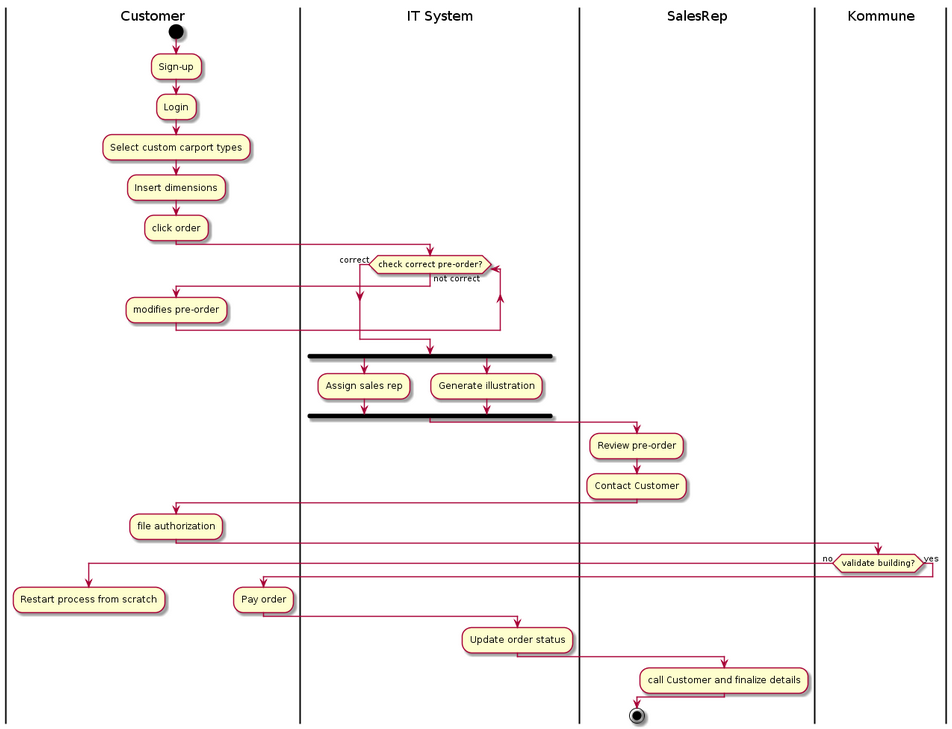 Customer
IT System
SalesRep
Kommune
Sign-up
Login
Select custom carport types
Insert dimensions
click order
correct
check correct pre-order?
not correct
modifies pre-order
Assign sales rep
Generate illustration
Review pre-order
Contact Customer
file authorization
no
validate building?
yes
Restart process from scratch
Pay order
Update order status
call Customer and finalize details